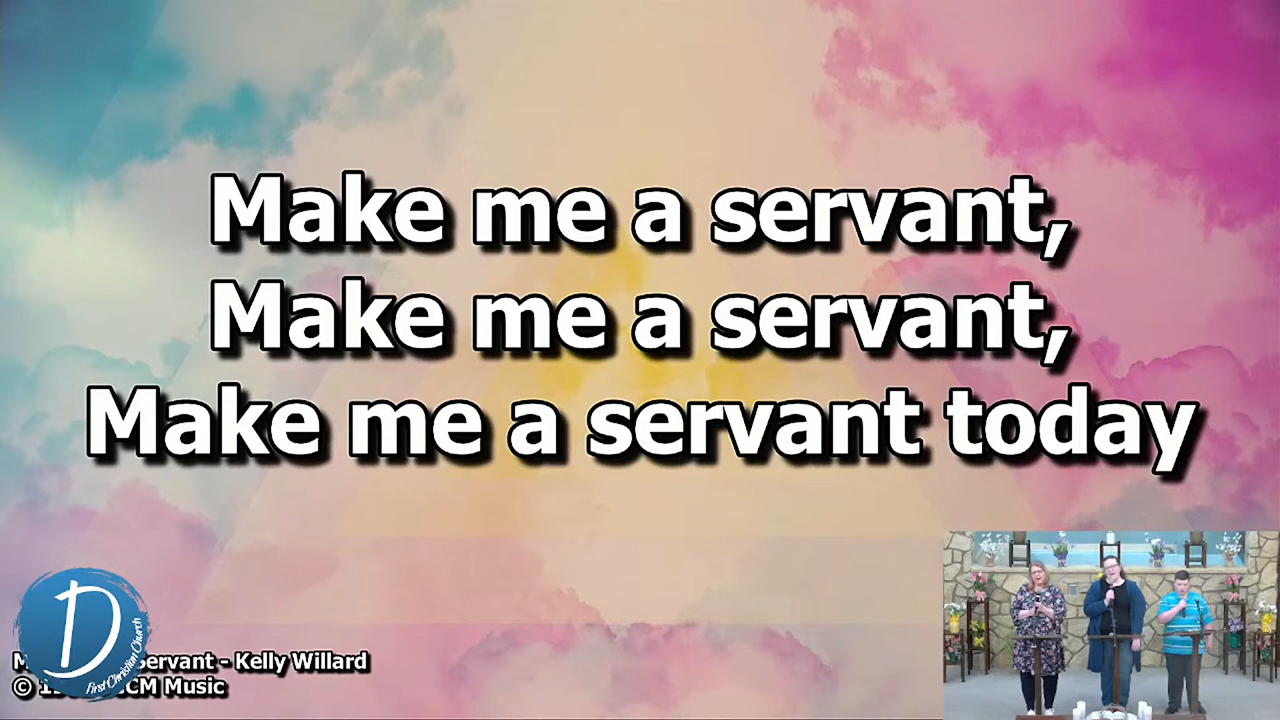 Make me a servant,
Make me a servant,
Make me a servant today
D
First Christian Church
Servant - Kelly Willard
© CM Music